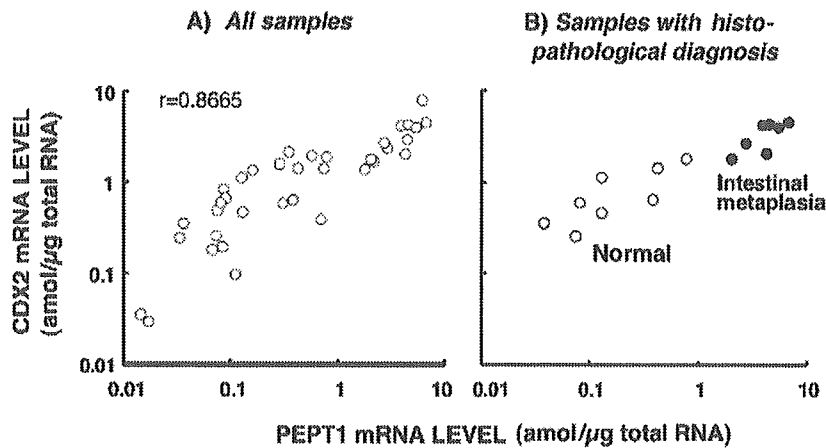 A) All samples
B) Samples with histo-
pathological diagnosis
CDX2 mRNA LEVEL
(amol/µg total RNA)
10
1
0.1
0.01
r=0.8665
0.01
0.1
1
10
Intestinal
metaplasia
Normal
0.01
0.1
1
10
PEPT1 mRNA LEVEL (amol/µg total RNA)